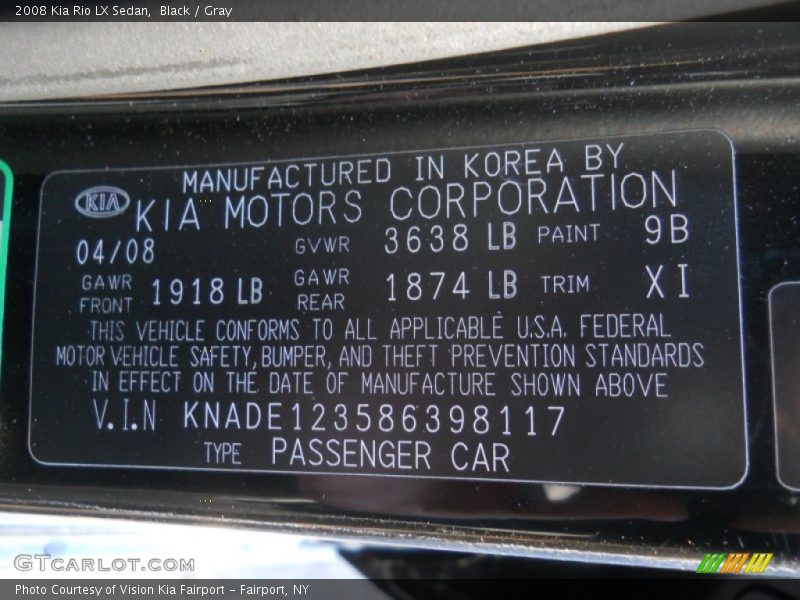 2008 Kia Rio LX Sedan, Black / Gray
MANUFACTURED IN KOREA BY
KIA KIA MOTORS CORPORATION
04/08 GVWR 3638 LB PAINT 9B
GAWR FRONT 1918 LB GAWR REAR 1874 LB TRIM XI
THIS VEHICLE CONFORMS TO ALL APPLICABLE U.S.A. FEDERAL
MOTOR VEHICLE SAFETY, BUMPER, AND THEFT PREVENTION STANDARDS
IN EFFECT ON THE DATE OF MANUFACTURE SHOWN ABOVE
V.I.N KNADE123586398117
TYPE PASSENGER CAR
GTCARLOT.COM
Photo Courtesy of Vision Kia Fairport - Fairport, NY